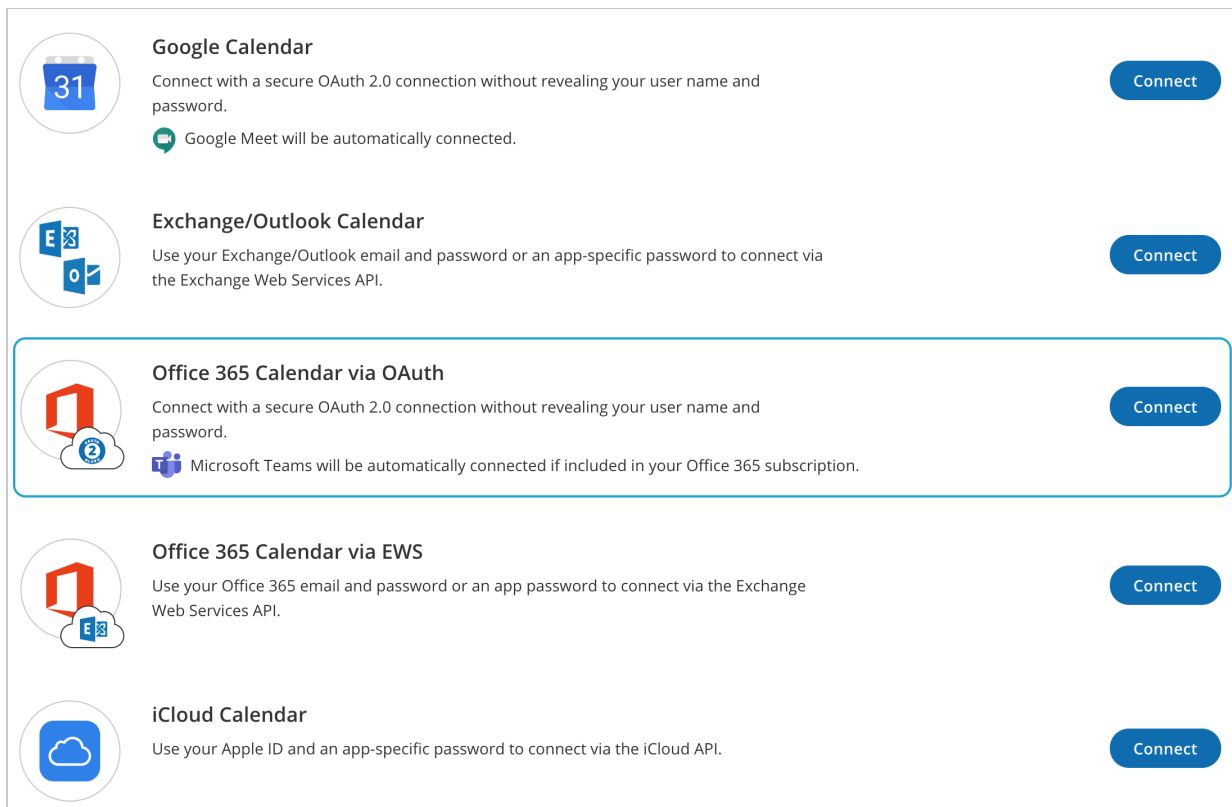 31
Google Calendar
Connect with a secure OAuth 2.0 connection without revealing your user name and
password.
Google Meet will be automatically connected.
Connect
E
O
Exchange/Outlook Calendar
Use your Exchange/Outlook email and password or an app-specific password to connect via
the Exchange Web Services API.
Connect
2
Office 365 Calendar via OAuth
Connect with a secure OAuth 2.0 connection without revealing your user name and
password.
T
Microsoft Teams will be automatically connected if included in your Office 365 subscription.
Connect
E
Office 365 Calendar via EWS
Use your Office 365 email and password or an app password to connect via the Exchange
Web Services API.
Connect
iCloud Calendar
Use your Apple ID and an app-specific password to connect via the iCloud API.
Connect